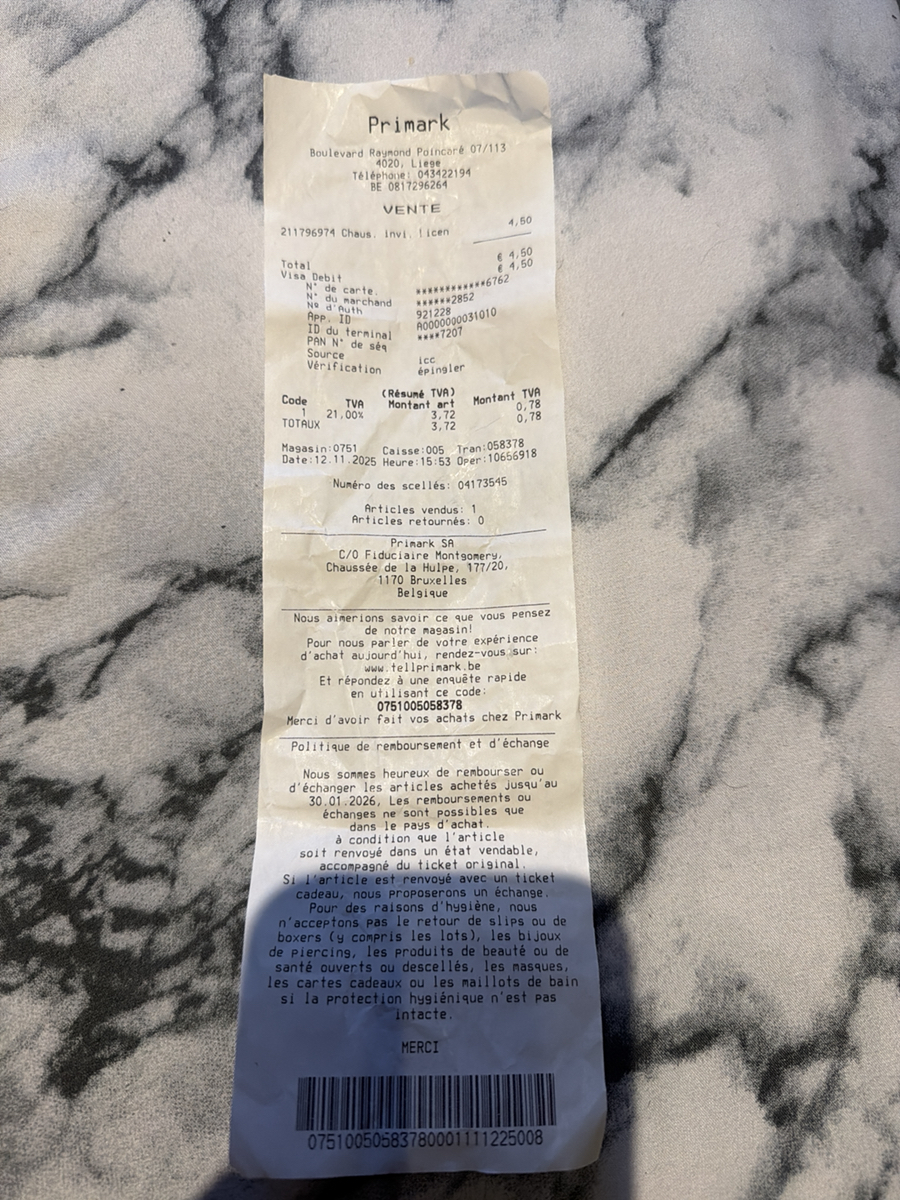 Primark
Boulevard Raymond Poincaré 07/113
4020, Liege
Téléphone: 043422194
BE 0817296264
VENTE
211796974 Chaus. invi. licen 4,50
Total € 4,50
Visa Debit € 4,50
N° de carte. ************6762
N° du marchand ******2852
Nº d'Auth 921228
App. ID A0000000031010
ID du terminal ****7207
PAN N° de séq
Source icc
Vérification épingler
(Résumé TVA)
Code TVA Montant art Montant TVA
1 21,00% 3,72 0,78
TOTAUX 3,72 0,78
Magasin:0751 Caisse:005 Tran:058378
Date:12.11.2025 Heure:15:53 Oper:10656918
Numéro des scellés: 04173545
Articles vendus: 1
Articles retournés: 0
Primark SA
C/O Fiduciaire Montgomery,
Chaussée de la Hulpe, 177/20,
1170 Bruxelles
Belgique
Nous aimerions savoir ce que vous pensez
de notre magasin!
Pour nous parler de votre expérience
d'achat aujourd'hui, rendez-vous sur:
www.tellprimark.be
Et répondez à une enquête rapide
en utilisant ce code:
0751005058378
Merci d'avoir fait vos achats chez Primark
Politique de remboursement et d'échange
Nous sommes heureux de rembourser ou
d'échanger les articles achetés jusqu'au
30.01.2026, Les remboursements ou
échanges ne sont possibles que
dans le pays d'achat.
à condition que l'article
soit renvoyé dans un état vendable,
accompagné du ticket original.
Si l'article est renvoyé avec un ticket
cadeau, nous proposerons un échange.
Pour des raisons d'hygiène, nous
n'acceptons pas le retour de slips ou de
boxers (y compris les lots), les bijoux
de piercing, les produits de beauté ou de
santé ouverts ou descellés, les masques,
les cartes cadeaux ou les maillots de bain
si la protection hygiénique n'est pas
intacte.
MERCI
07510050583780001111225008